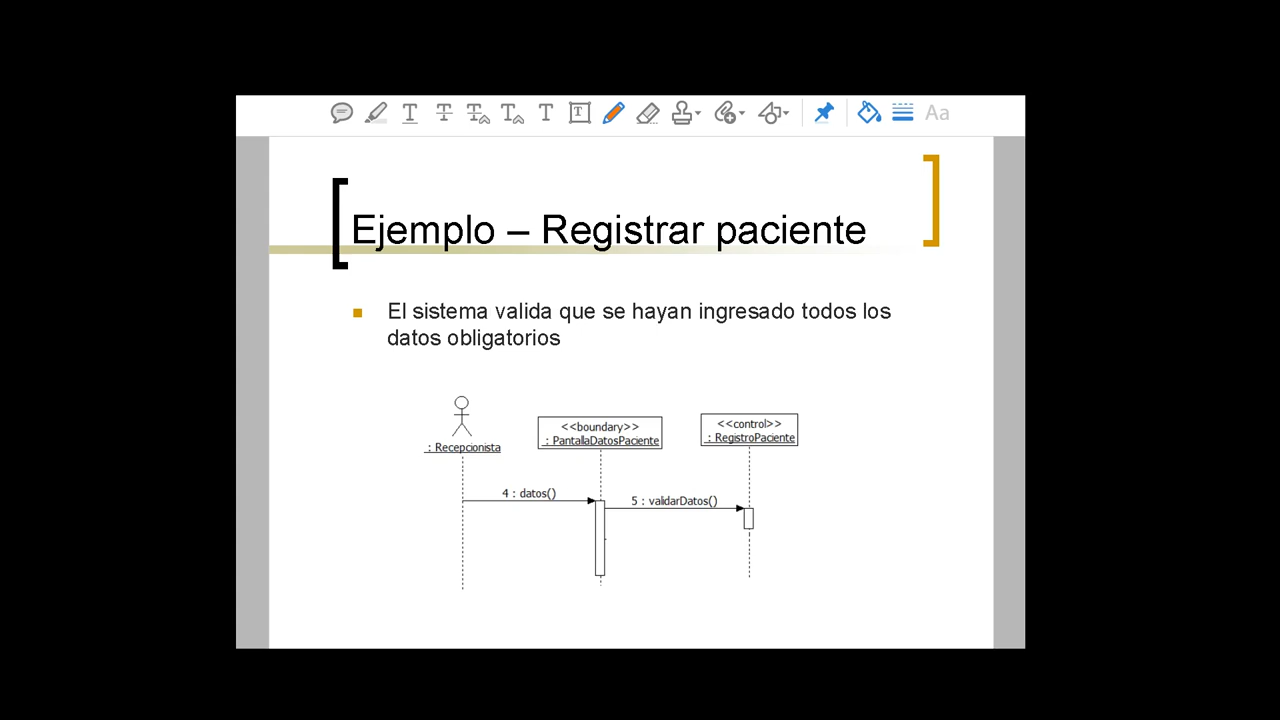 Aa
Ejemplo – Registrar paciente
El sistema valida que se hayan ingresado todos los
datos obligatorios
<<boundary>>
: PantallaDatosPaciente
<<control>>
: RegistroPaciente
: Recepcionista
4 : datos()
5 : validarDatos()